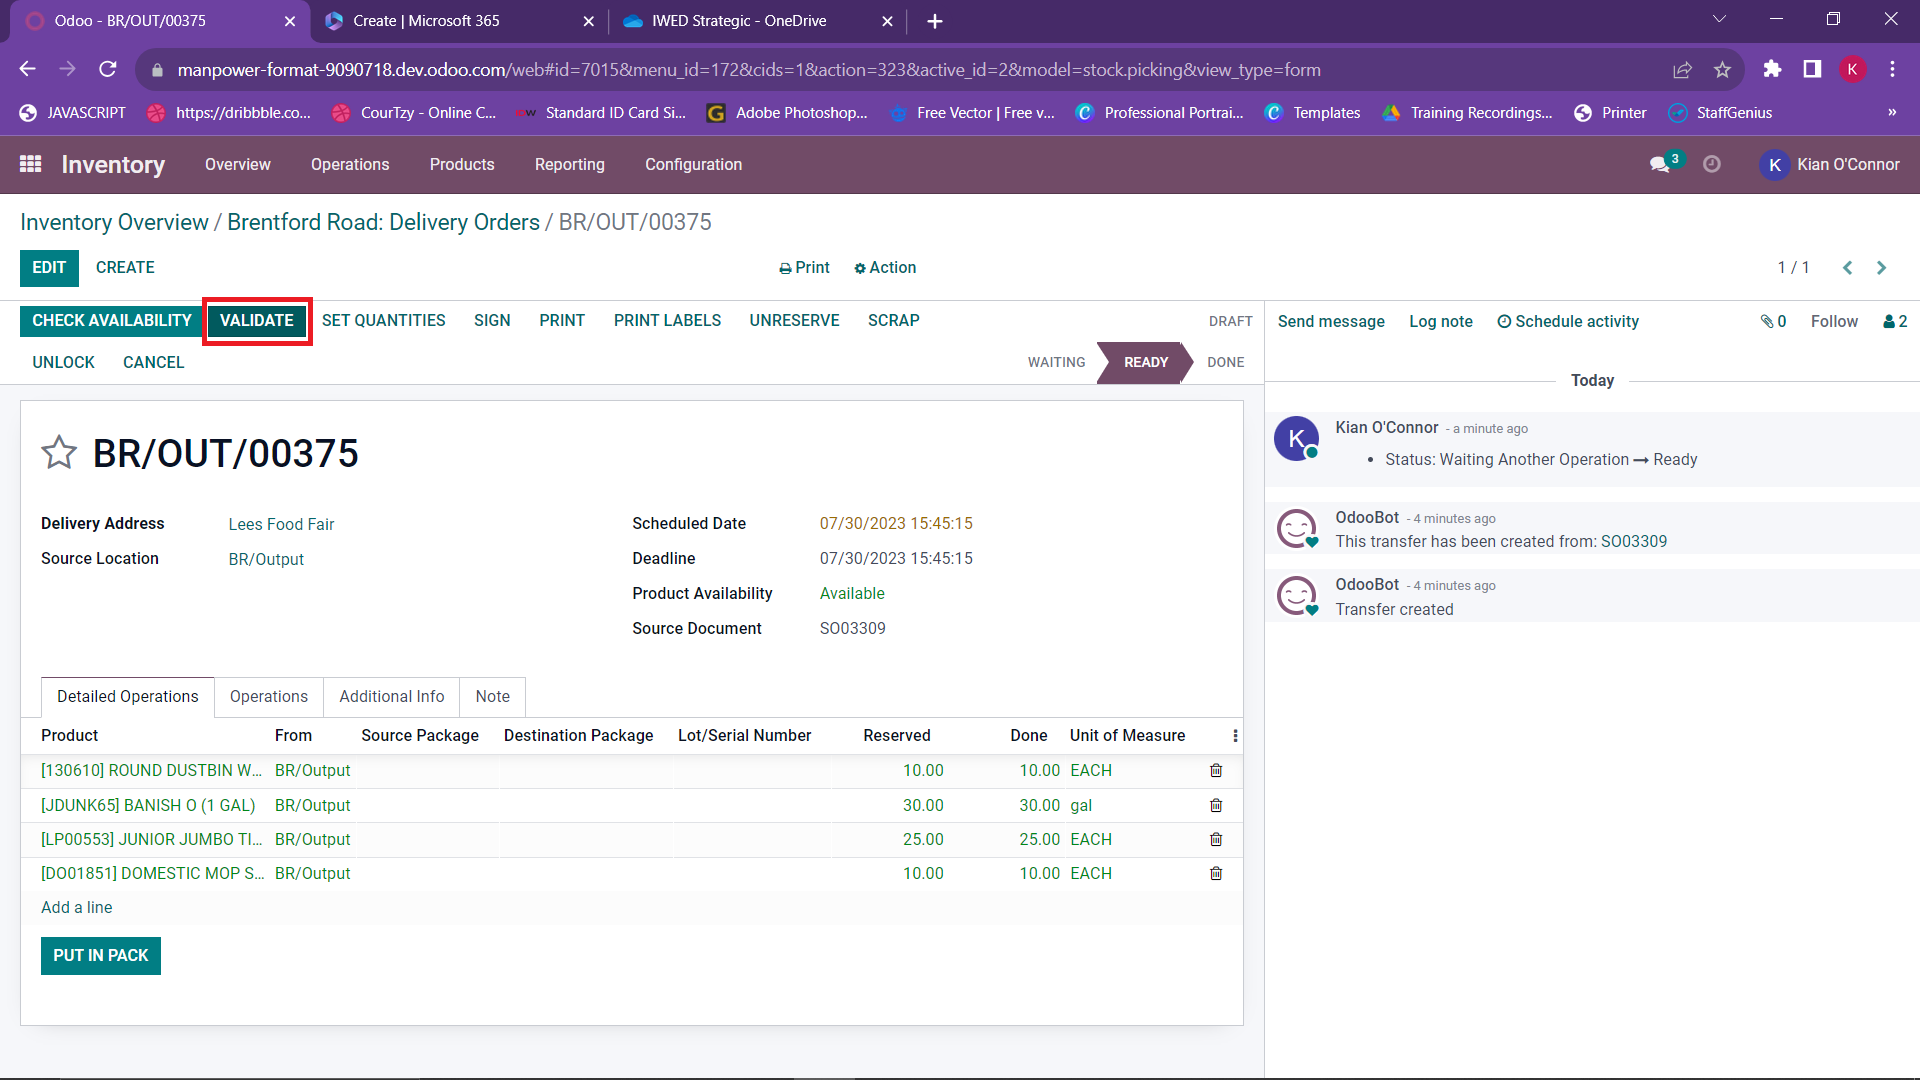 Odoo - BR/OUT/00375
Create | Microsoft 365
IWED Strategic - OneDrive
manpower-format-9090718.dev.odoo.com/web#id=7015&menu_id=172&cids=1&action=323&active_id=2&model=stock.picking&view_type=form
K
JAVASCRIPT
https://dribbble.co...
CourTzy - Online C...
Standard ID Card Si...
Adobe Photoshop...
Free Vector | Free v...
Professional Portrai...
Templates
Training Recordings...
Printer
StaffGenius
»
Inventory
Overview
Operations
Products
Reporting
Configuration
3
K
Kian O'Connor
Inventory Overview / Brentford Road: Delivery Orders / BR/OUT/00375
EDIT
CREATE
Print
Action
1 / 1
CHECK AVAILABILITY
VALIDATE
SET QUANTITIES
SIGN
PRINT
PRINT LABELS
UNRESERVE
SCRAP
DRAFT
UNLOCK
CANCEL
WAITING
READY
DONE
Send message
Log note
Schedule activity
0
Follow
2
Today
K
Kian O'Connor - a minute ago
• Status: Waiting Another Operation → Ready
OdooBot - 4 minutes ago
This transfer has been created from: SO03309
OdooBot - 4 minutes ago
Transfer created
BR/OUT/00375
Delivery Address Lees Food Fair
Source Location BR/Output
Scheduled Date 07/30/2023 15:45:15
Deadline 07/30/2023 15:45:15
Product Availability Available
Source Document SO03309
Detailed Operations
Operations
Additional Info
Note
Product From Source Package Destination Package Lot/Serial Number Reserved Done Unit of Measure
[130610] ROUND DUSTBIN W... BR/Output 10.00 10.00 EACH
[JDUNK65] BANISH O (1 GAL) BR/Output 30.00 30.00 gal
[LP00553] JUNIOR JUMBO TI... BR/Output 25.00 25.00 EACH
[DO01851] DOMESTIC MOP S... BR/Output 10.00 10.00 EACH
Add a line
PUT IN PACK